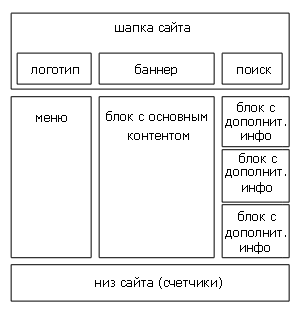 шапка сайта
логотип
баннер
поиск
меню
блок с основным
контентом
блок с
дополнит.
инфо
блок с
дополнит.
инфо
блок с
дополнит.
инфо
низ сайта (счетчики)